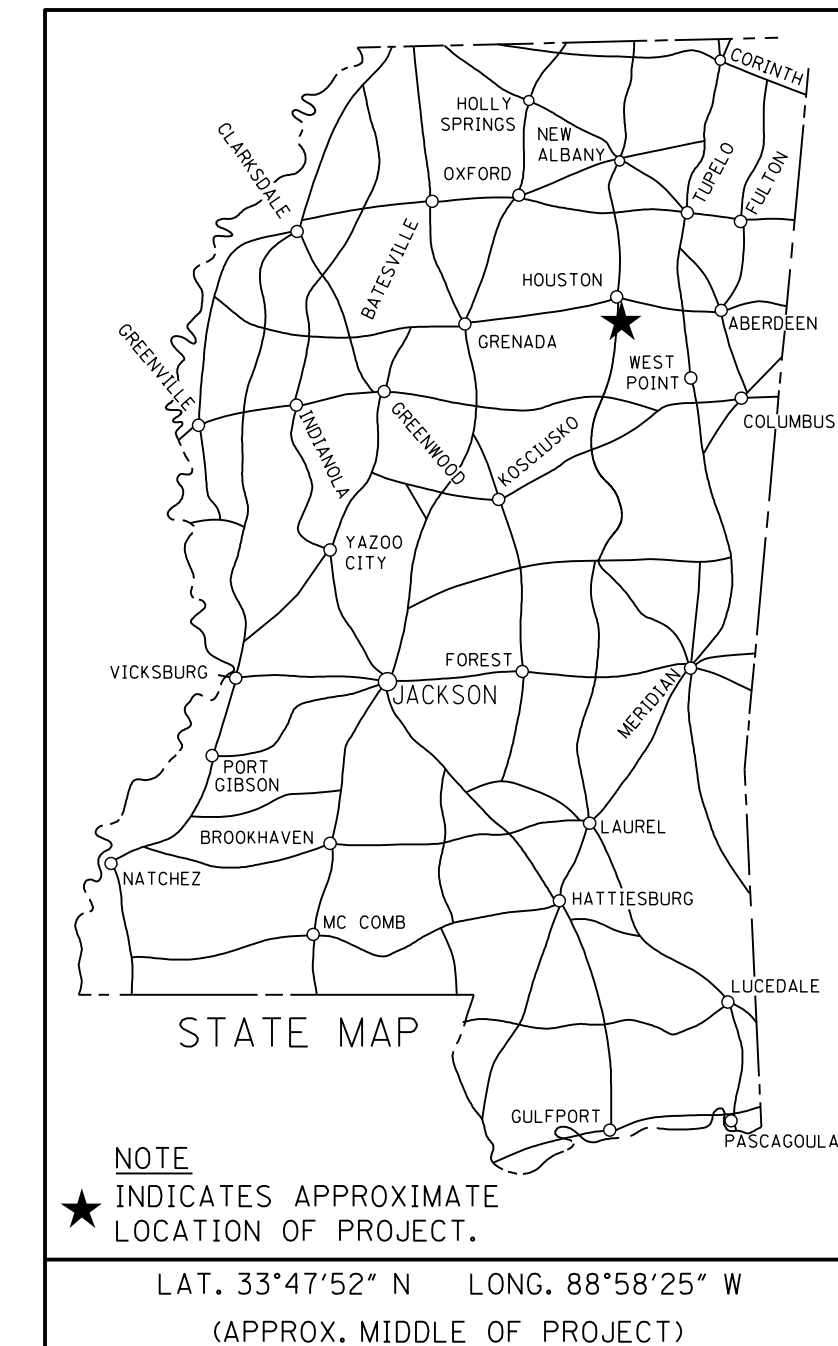 CORINTH
HOLLY
SPRINGS
NEW
ALBANY
CLARKSDALE
OXFORD
TUPELO
FULTON
BATESVILLE
HOUSTON
ABERDEEN
GREENVILLE
GRENADA
WEST
POINT
COLUMBUS
INDIANOLA
GREENWOOD
KOSCIUSKO
YAZOO
CITY
VICKSBURG
FOREST
JACKSON
MERIDIAN
PORT
GIBSON
BROOKHAVEN
LAUREL
NATCHEZ
HATTIESBURG
MC COMB
LUCEDALE
STATE MAP
GULFPORT
PASCAGOULA
NOTE
INDICATES APPROXIMATE
LOCATION OF PROJECT.
LAT. 33°47'52" N LONG. 88°58'25" W
(APPROX. MIDDLE OF PROJECT)